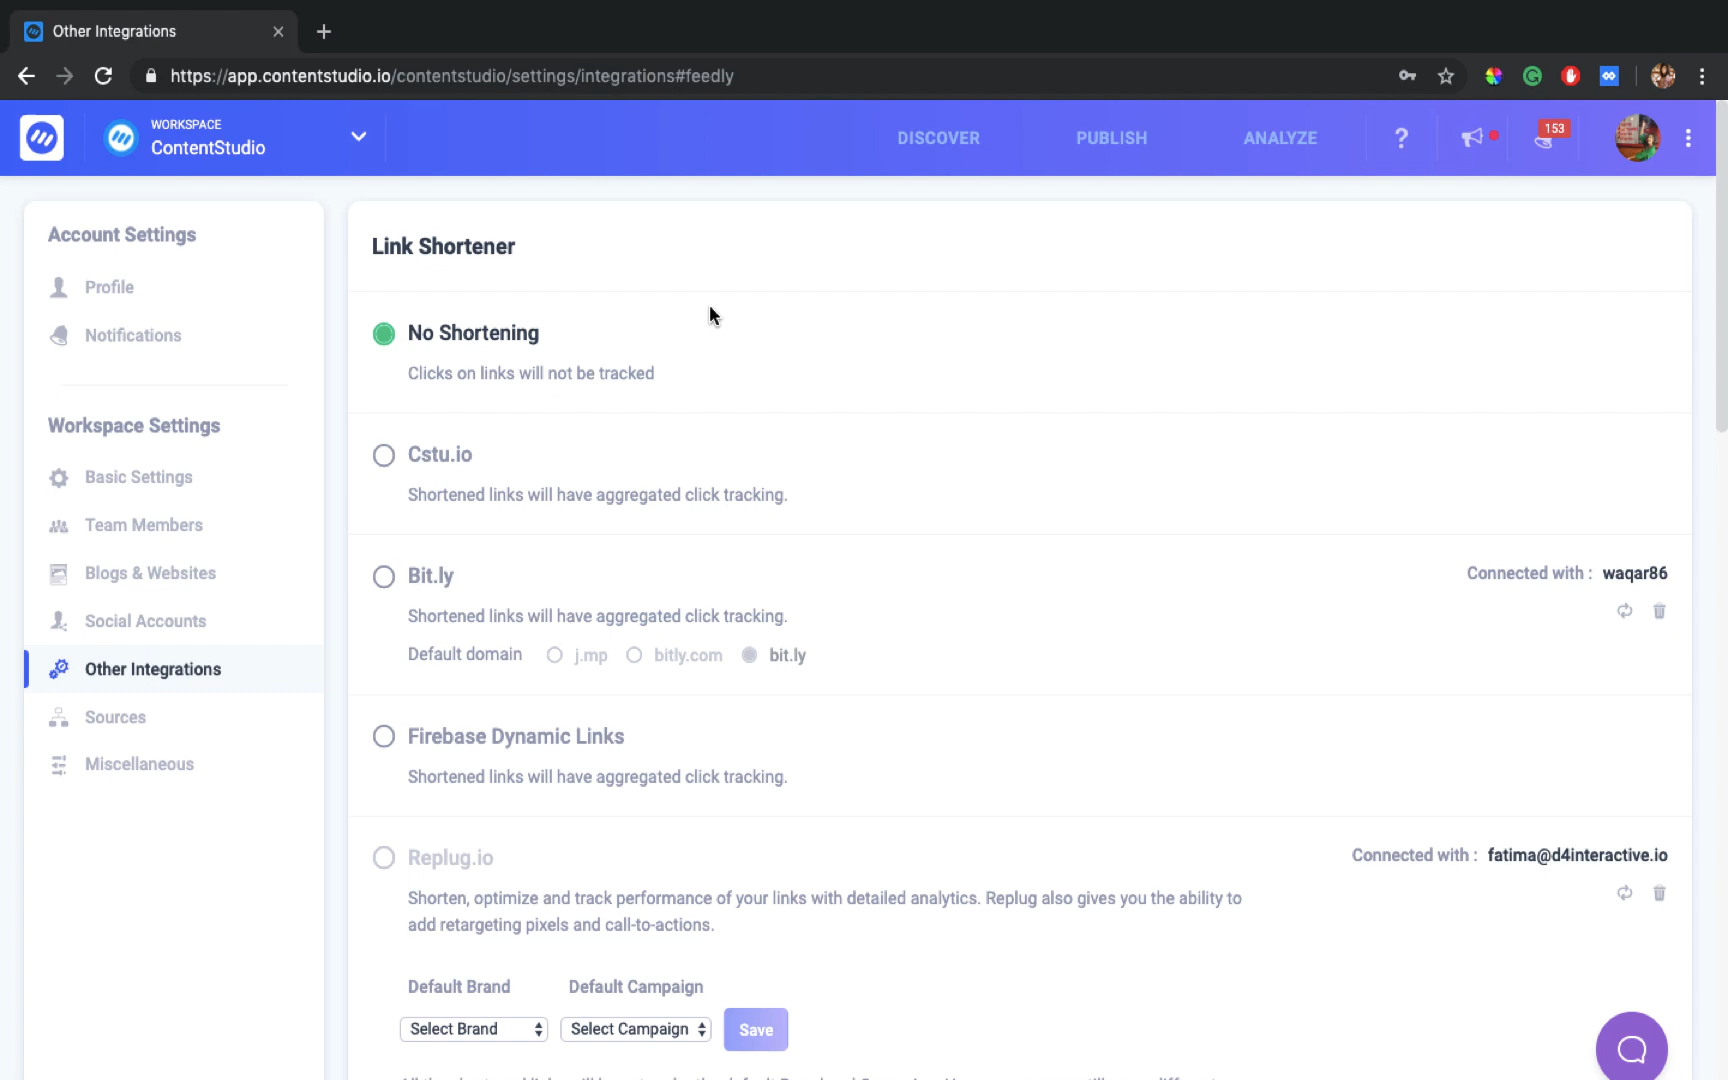 Other Integrations
https://app.contentstudio.io/contentstudio/settings/integrations#feedly
WORKSPACE
ContentStudio
DISCOVER
PUBLISH
ANALYZE
?
153
Account Settings
Profile
Notifications
Workspace Settings
Basic Settings
Team Members
Blogs & Websites
Social Accounts
Other Integrations
Sources
Miscellaneous
Link Shortener
No Shortening
Clicks on links will not be tracked
Cstu.io
Shortened links will have aggregated click tracking.
Bit.ly
Connected with : waqar86
Shortened links will have aggregated click tracking.
Default domain j.mp bitly.com bit.ly
Firebase Dynamic Links
Shortened links will have aggregated click tracking.
Replug.io
Connected with : fatima@d4interactive.io
Shorten, optimize and track performance of your links with detailed analytics. Replug also gives you the ability to
add retargeting pixels and call-to-actions.
Default Brand Default Campaign
Select Brand Select Campaign Save